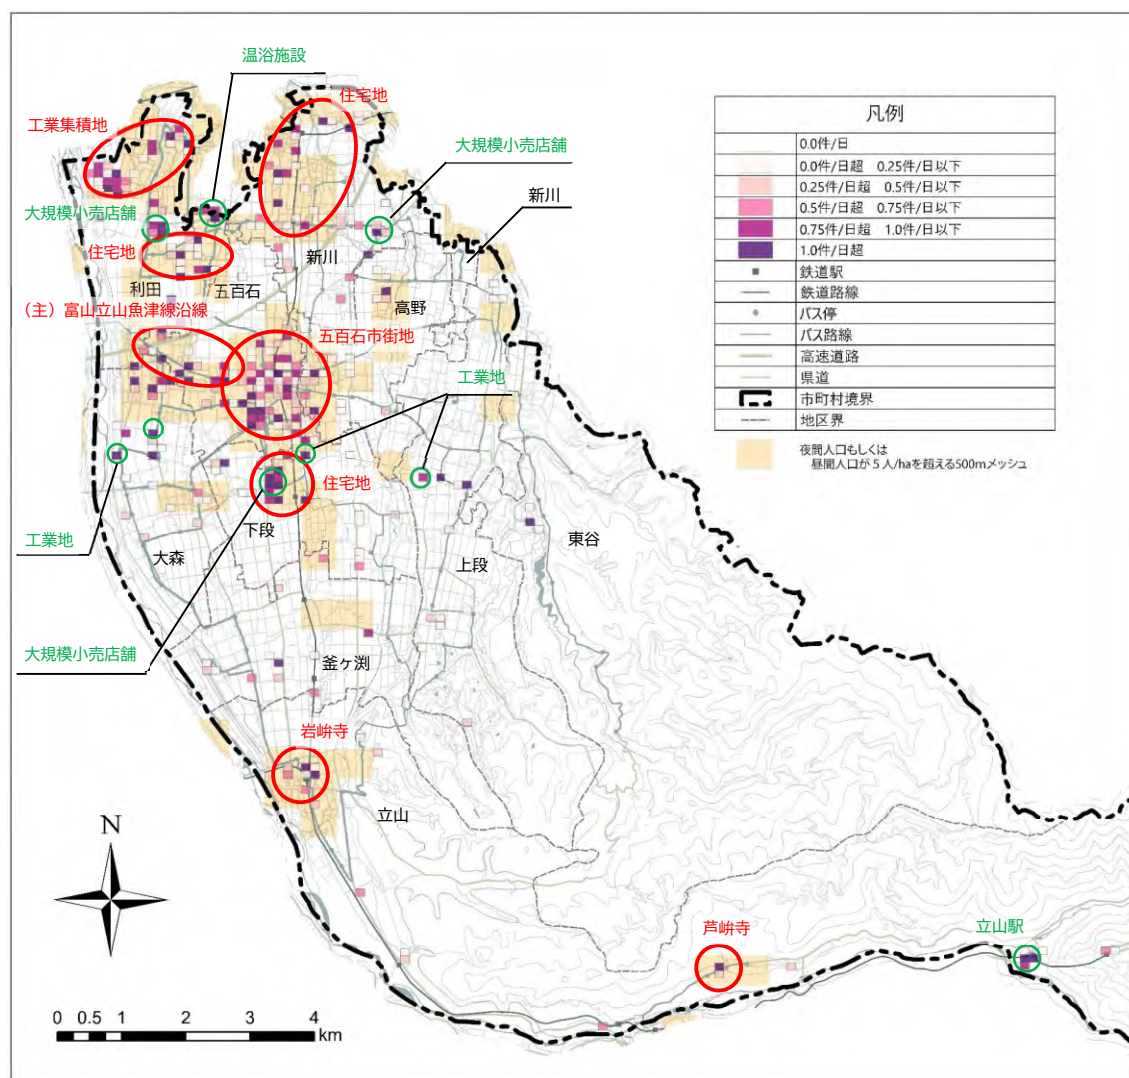 温浴施設
住宅地
工業集積地
大規模小売店舗
新川
大規模小売店舗
住宅地
新川
利田
五百石
高野
（主）富山立山魚津線沿線
五百石市街地
工業地
住宅地
工業地
下段
大森
上段
東谷
大規模小売店舗
釜ヶ渕
岩峅寺
立山
芦峅寺
立山駅
凡例
0.0件/日
0.0件/日超 0.25件/日以下
0.25件/日超 0.5件/日以下
0.5件/日超 0.75件/日以下
0.75件/日超 1.0件/日以下
1.0件/日超
鉄道駅
鉄道路線
バス停
バス路線
高速道路
県道
市町村境界
地区界
夜間人口もしくは
昼間人口が5人/haを超える500mメッシュ
N
0 0.5 1 2 3 4
km